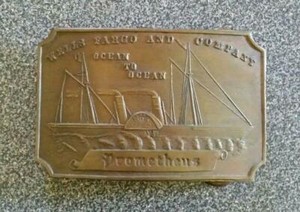 WELLS FARGO AND COMPANY
OCEAN
TO
OCEAN
Prometheus